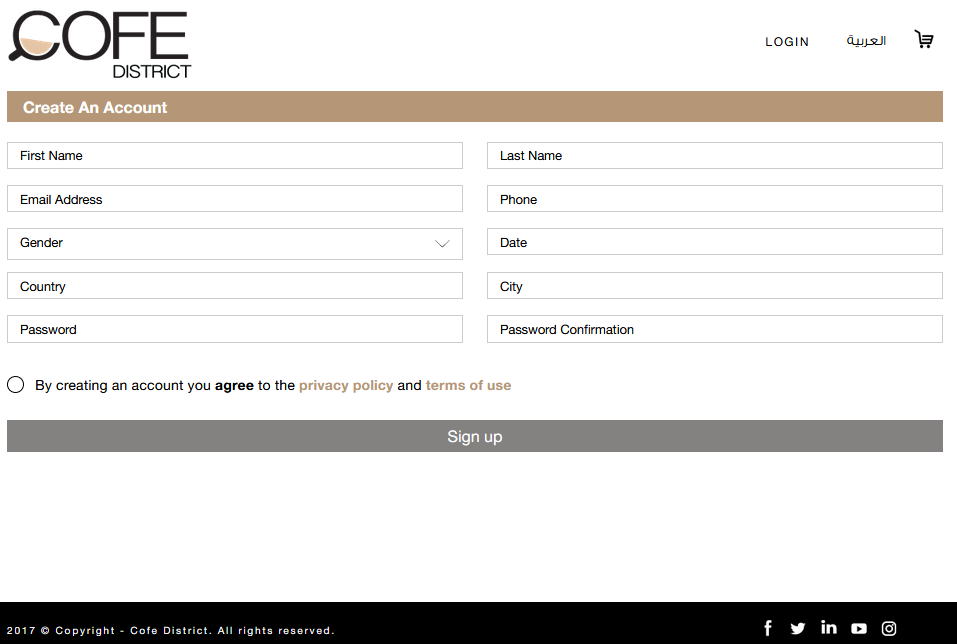 COFE
DISTRICT
LOGIN
العربية
Create An Account
First Name
Last Name
Email Address
Phone
Gender
Date
Country
City
Password
Password Confirmation
By creating an account you agree to the privacy policy and terms of use
Sign up
2017 © Copyright - Cofe District. All rights reserved.